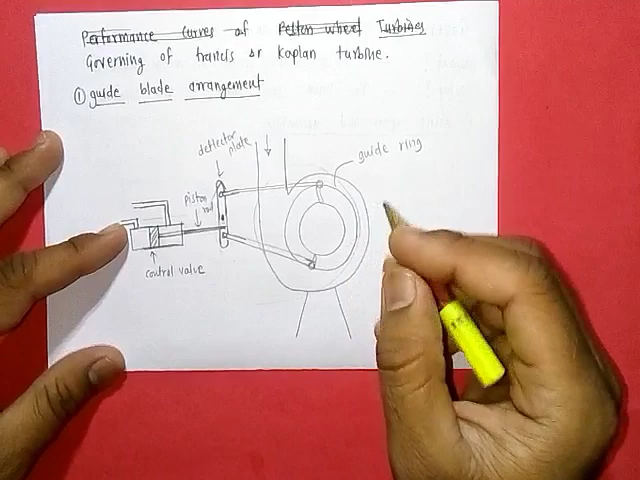 Performance curves of Pelton wheel Turbines
Governing of francis or Kaplan turbine.
① guide blade arrangement
deflector plate
guide ring
piston rod
control valve